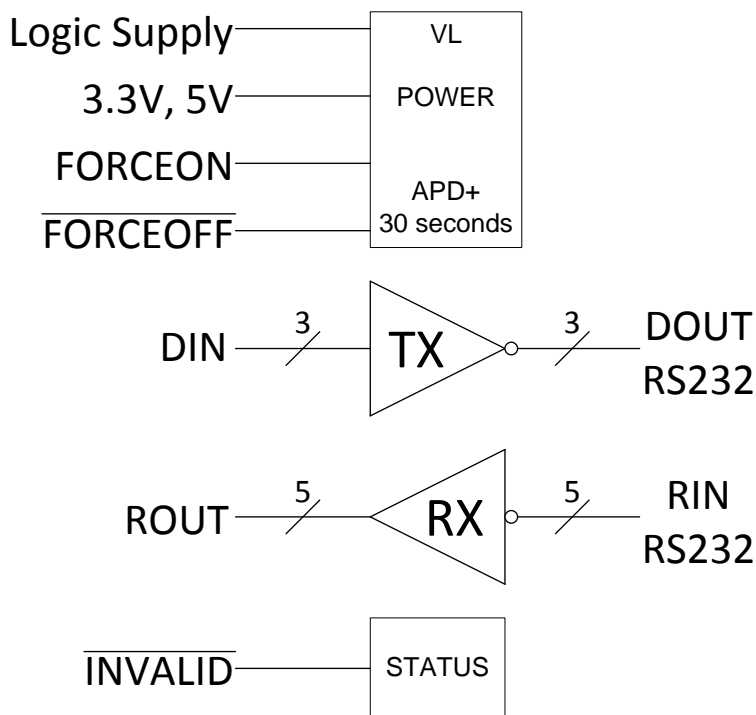 Logic Supply
VL
3.3V, 5V
POWER
FORCEON
APD+
FORCEOFF
30 seconds
3
3
DIN
TX
DOUT
RS232
5
5
ROUT
RX
RIN
RS232
INVALID
STATUS